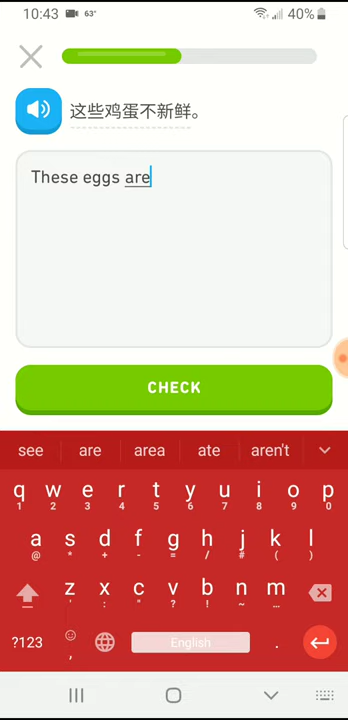 10:43 63° 40%
这些鸡蛋不新鲜。
These eggs are
CHECK
see are area ate aren't
q w e r t y u i o p
1 2 3 4 5 6 7 8 9 0
a s d f g h j k l
@ * + - = / # ( )
z x c v b n m
' : " ? ! ~ …
?123 , English .